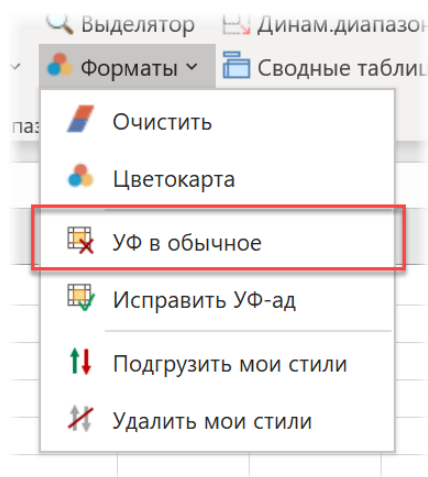 Выделятор
Динам.диапазон
Форматы
Сводные таблиц
паз
Очистить
Цветокарта
УФ в обычное
Исправить УФ-ад
Подгрузить мои стили
Удалить мои стили